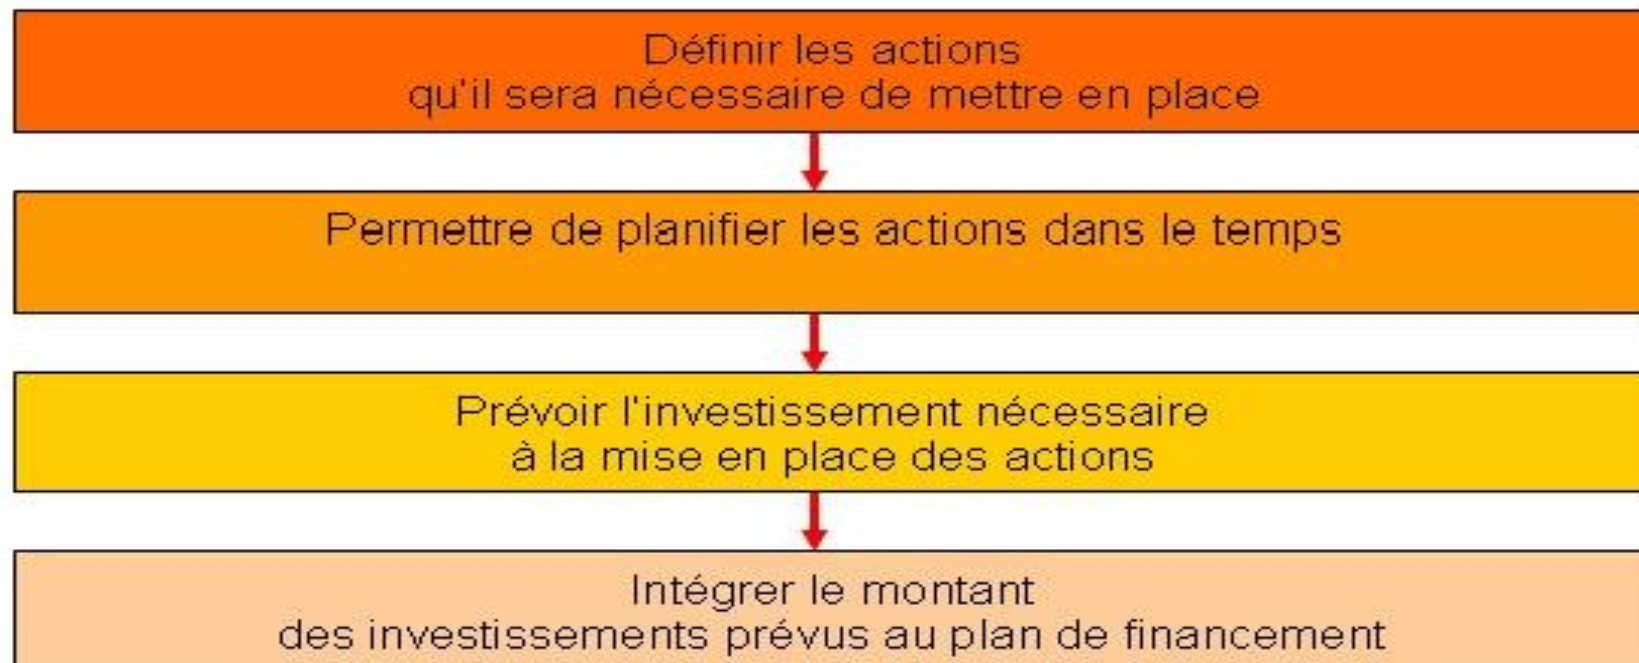 Définir les actions
qu'il sera nécessaire de mettre en place
Permettre de planifier les actions dans le temps
Prévoir l'investissement nécessaire
à la mise en place des actions
Intégrer le montant
des investissements prévus au plan de financement